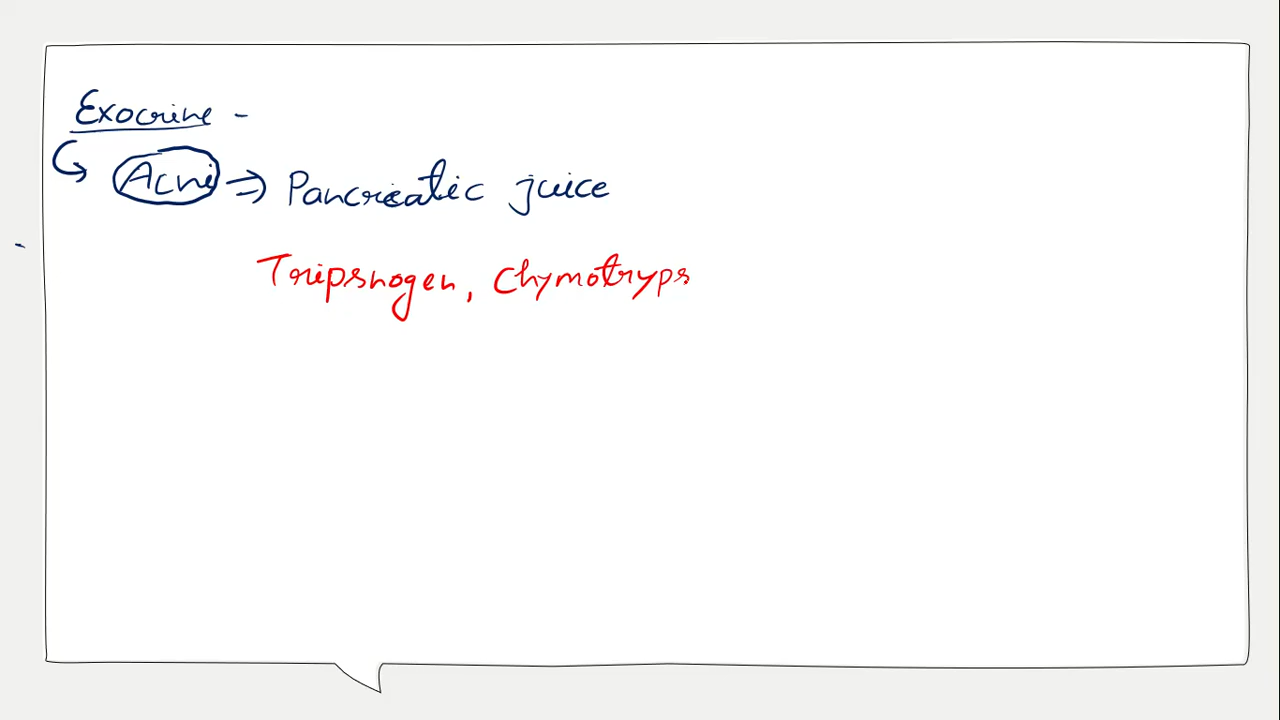 Exocrine -
Acni => Pancreatic juice
Tripsnogen, Chymotryps